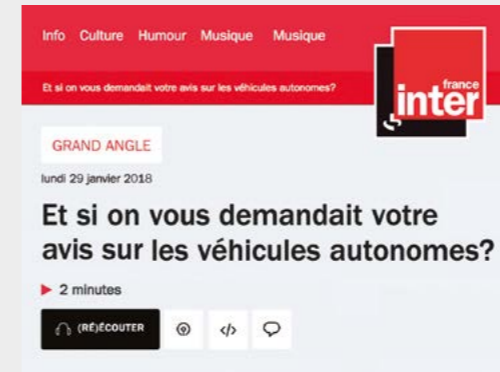 Info Culture Humour Musique Musique
Et si on vous demandait votre avis sur les véhicules autonomes?
france
inter
GRAND ANGLE
lundi 29 janvier 2018
Et si on vous demandait votre
avis sur les véhicules autonomes?
2 minutes
(RÉ)ÉCOUTER